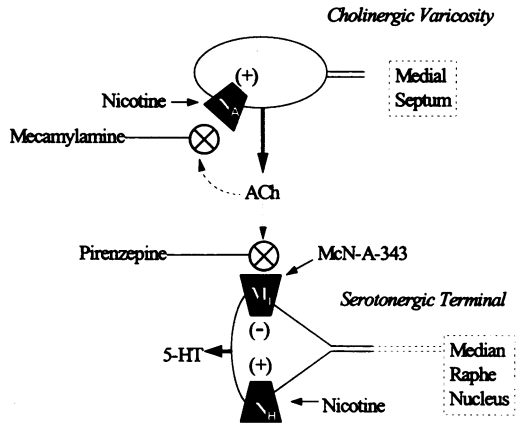 Cholinergic Varicosity
(+)
Medial
Septum
Nicotine
A
Mecamylamine
ACh
Pirenzepine
McN-A-343
Serotonergic Terminal
(-)
5-HT
(+)
Median
Raphe
Nucleus
H
Nicotine